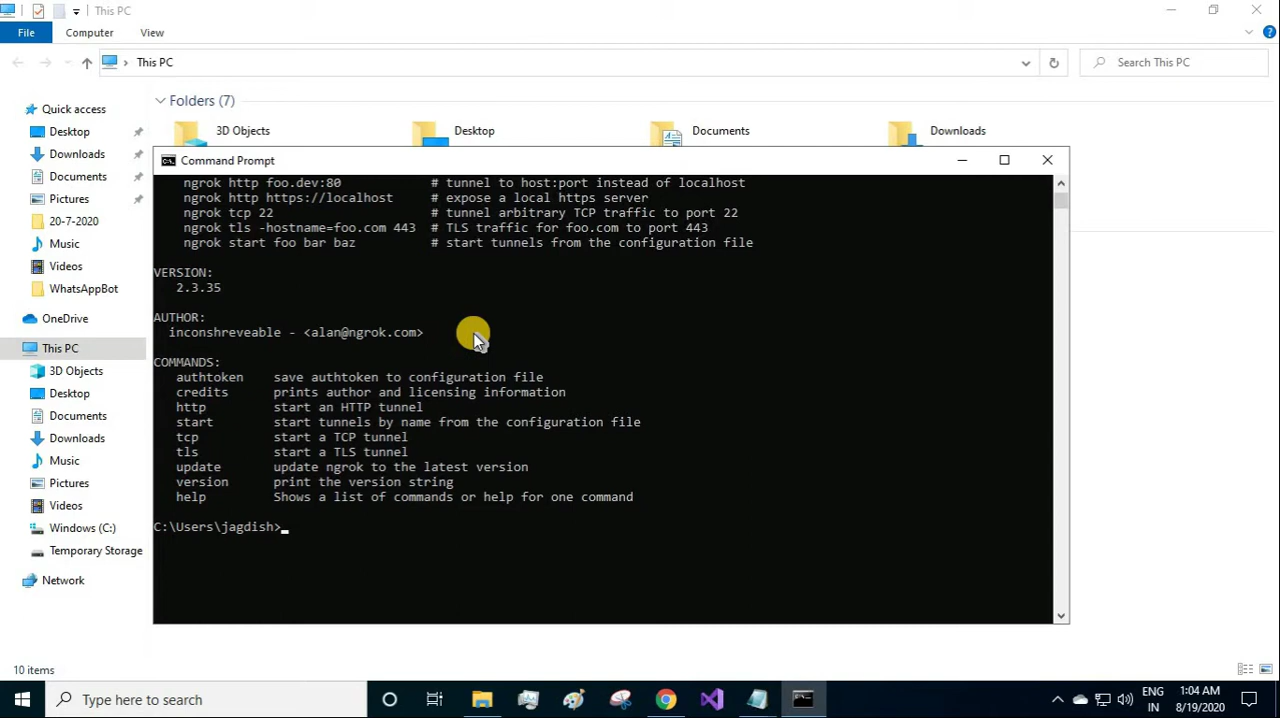 This PC
File
Computer
View
This PC
Search This PC
Quick access
Desktop
Downloads
Documents
Pictures
20-7-2020
Music
Videos
WhatsAppBot
OneDrive
This PC
3D Objects
Desktop
Documents
Downloads
Music
Pictures
Videos
Windows (C:)
Temporary Storage
Network
Folders (7)
3D Objects
Desktop
Documents
Downloads
Command Prompt
ngrok http foo.dev:80 # tunnel to host:port instead of localhost
ngrok http https://localhost # expose a local https server
ngrok tcp 22 # tunnel arbitrary TCP traffic to port 22
ngrok tls -hostname=foo.com 443 # TLS traffic for foo.com to port 443
ngrok start foo bar baz # start tunnels from the configuration file
VERSION:
2.3.35
AUTHOR:
inconshreveable - <alan@ngrok.com>
COMMANDS:
authtoken save authtoken to configuration file
credits prints author and licensing information
http start an HTTP tunnel
start start tunnels by name from the configuration file
tcp start a TCP tunnel
tls start a TLS tunnel
update update ngrok to the latest version
version print the version string
help Shows a list of commands or help for one command
C:\Users\jagdish>_
10 items
Type here to search
ENG
IN
1:04 AM
8/19/2020